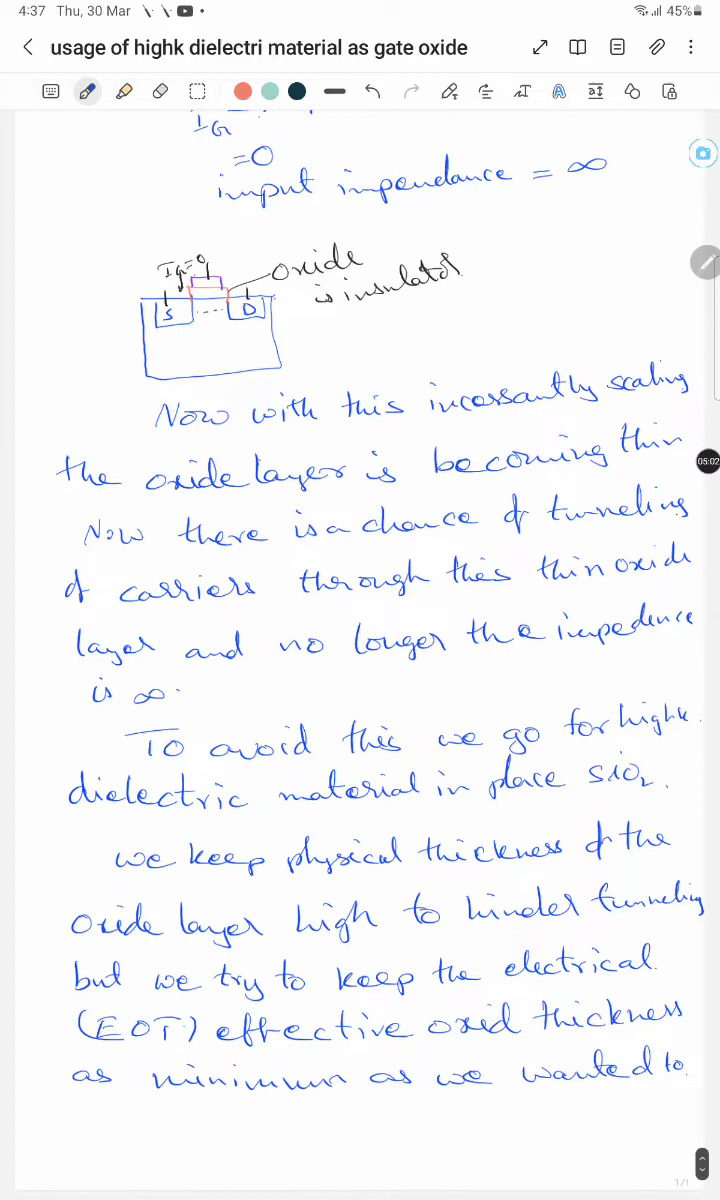 4:37 Thu, 30 Mar
45%
usage of highk dielectri material as gate oxide
IG
=0
input impendance = ∞
IG=0
oxide
is insulator
S
D
Now with this incessantly scaling
the oxide layer is becoming thin
05:02
Now there is a chance of tunneling
of carriers through this thin oxide
layer and no longer the impedence
is ∞.
To avoid this we go for high k
dielectric material in place SiO₂.
we keep physical thickness of the
oxide layer high to hinder tunneling
but we try to keep the electrical
(EOT) effective oxid thickness
as minimum as we wanted to.
1/1